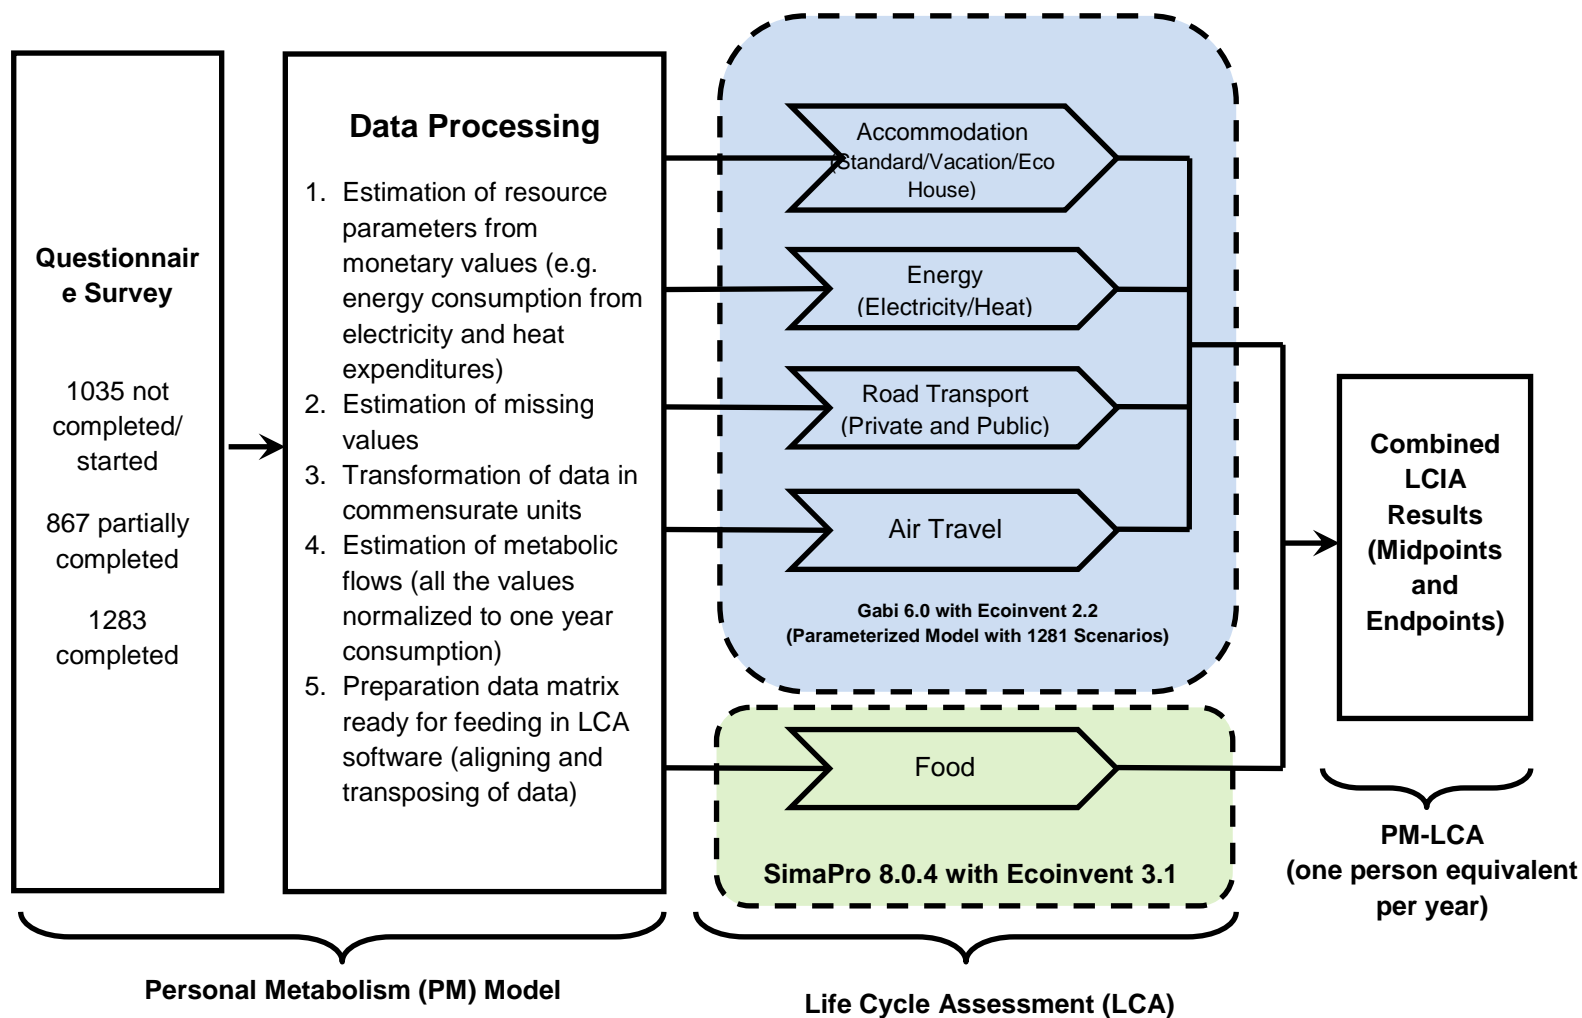 Questionnair
e Survey
1035 not
completed/
started
867 partially
completed
1283
completed
Data Processing
1. Estimation of resource
parameters from
monetary values (e.g.
energy consumption from
electricity and heat
expenditures)
2. Estimation of missing
values
3. Transformation of data in
commensurate units
4. Estimation of metabolic
flows (all the values
normalized to one year
consumption)
5. Preparation data matrix
ready for feeding in LCA
software (aligning and
transposing of data)
Accommodation
(Standard/Vacation/Eco
House)
Energy
(Electricity/Heat)
Road Transport
(Private and Public)
Air Travel
Gabi 6.0 with Ecoinvent 2.2
(Parameterized Model with 1281 Scenarios)
Food
SimaPro 8.0.4 with Ecoinvent 3.1
Combined
LCIA
Results
(Midpoints
and
Endpoints)
PM-LCA
(one person equivalent
per year)
Personal Metabolism (PM) Model
Life Cycle Assessment (LCA)